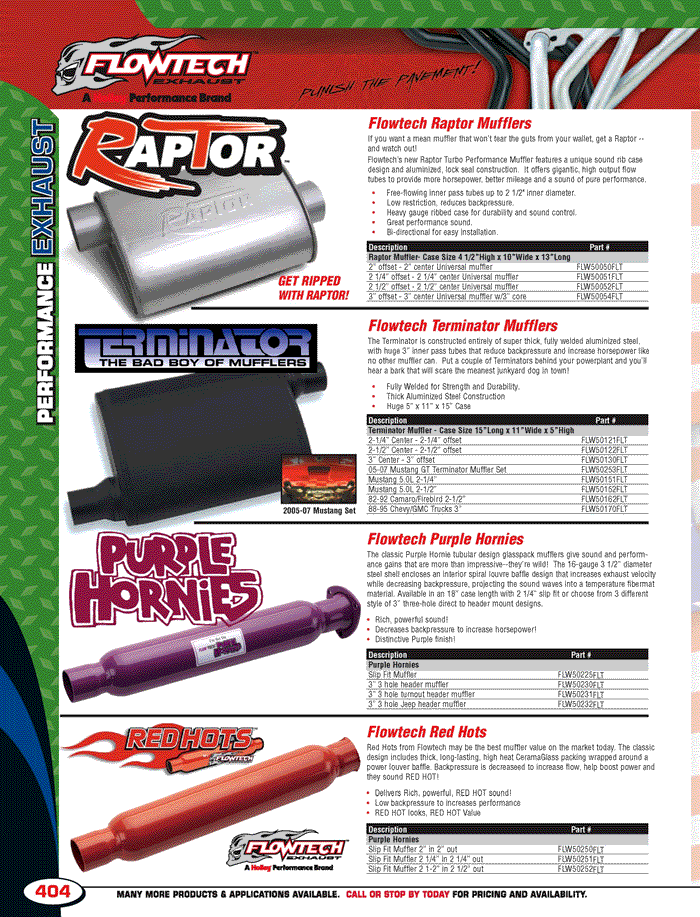 FLOWTECH
EXHAUST
A Performance Brand
PUNISH THE PAVEMENT!
PERFORMANCE EXHAUST
RAPTOR
RAPTOR
GET RIPPED
WITH RAPTOR!
Flowtech Raptor Mufflers
If you want a mean muffler that won't tear the guts from your wallet, get a Raptor --
and watch out!
Flowtech's new Raptor Turbo Performance Muffler features a unique sound rib case
design and aluminized, lock seal construction. It offers gigantic, high output flow
tubes to provide more horsepower, better mileage and a sound of pure performance.
• Free-flowing inner pass tubes up to 2 1/2" inner diameter.
• Low restriction, reduces backpressure.
• Heavy gauge ribbed case for durability and sound control.
• Great performance sound.
• Bi-directional for easy installation.
Description Part #
Raptor Muffler- Case Size 4 1/2"High x 10"Wide x 13"Long
2" offset - 2" center Universal muffler FLW50050FLT
2 1/4" offset - 2 1/4" center Universal muffler FLW50051FLT
2 1/2" offset - 2 1/2" center Universal muffler FLW50052FLT
3" offset - 3" center Universal muffler w/3" core FLW50054FLT
TERMINATOR
THE BAD BOY OF MUFFLERS
2005-07 Mustang Set
Flowtech Terminator Mufflers
The Terminator is constructed entirely of super thick, fully welded aluminized steel,
with huge 3" inner pass tubes that reduce backpressure and increase horsepower like
no other muffler can. Put a couple of Terminators behind your powerplant and you'll
hear a bark that will scare the meanest junkyard dog in town!
• Fully Welded for Strength and Durability.
• Thick Aluminized Steel Construction
• Huge 5" x 11" x 15" Case
Description Part #
Terminator Muffler - Case Size 15"Long x 11"Wide x 5"High
2-1/4" Center - 2-1/4" offset FLW50121FLT
2-1/2" Center - 2-1/2" offset FLW50122FLT
3" Center - 3" offset FLW50130FLT
05-07 Mustang GT Terminator Muffler Set FLW50253FLT
Mustang 5.0L 2-1/4" FLW50151FLT
Mustang 5.0L 2-1/2" FLW50152FLT
82-92 Camaro/Firebird 2-1/2" FLW50162FLT
88-95 Chevy/GMC Trucks 3" FLW50170FLT
PURPLE
HORNIES
Flowtech Purple Hornies
The classic Purple Hornie tubular design glasspack mufflers give sound and perform-
ance gains that are more than impressive--they're wild! The 16-gauge 3 1/2" diameter
steel shell encloses an interior spiral louvre baffle design that increases exhaust velocity
while decreasing backpressure, projecting the sound waves into a temperature fibermat
material. Available in an 18" case length with 2 1/4" slip fit or choose from 3 different
style of 3" three-hole direct to header mount designs.
• Rich, powerful sound!
• Decreases backpressure to increase horsepower!
• Distinctive Purple finish!
Description Part #
Purple Hornies
Slip Fit Muffler FLW50225FLT
3" 3 hole header muffler FLW50230FLT
3" 3 hole turnout header muffler FLW50231FLT
3" 3 hole Jeep header muffler FLW50232FLT
RED HOTS
FLOWTECH
FLOWTECH
EXHAUST
A Holley Performance Brand
Flowtech Red Hots
Red Hots from Flowtech may be the best muffler value on the market today. The classic
design includes thick, long-lasting, high heat CeramaGlass packing wrapped around a
power louver baffle. Backpressure is decreased to increase flow, help boost power and
they sound RED HOT!
• Delivers Rich, powerful, RED HOT sound!
• Low backpressure to increases performance
• RED HOT looks, RED HOT Value
Description Part #
Purple Hornies
Slip Fit Muffler 2" in 2" out FLW50250FLT
Slip Fit Muffler 2 1/4" in 2 1/4" out FLW50251FLT
Slip Fit Muffler 2 1-2" in 2 1/2" out FLW50252FLT
404
MANY MORE PRODUCTS & APPLICATIONS AVAILABLE. CALL OR STOP BY TODAY FOR PRICING AND AVAILABILITY.